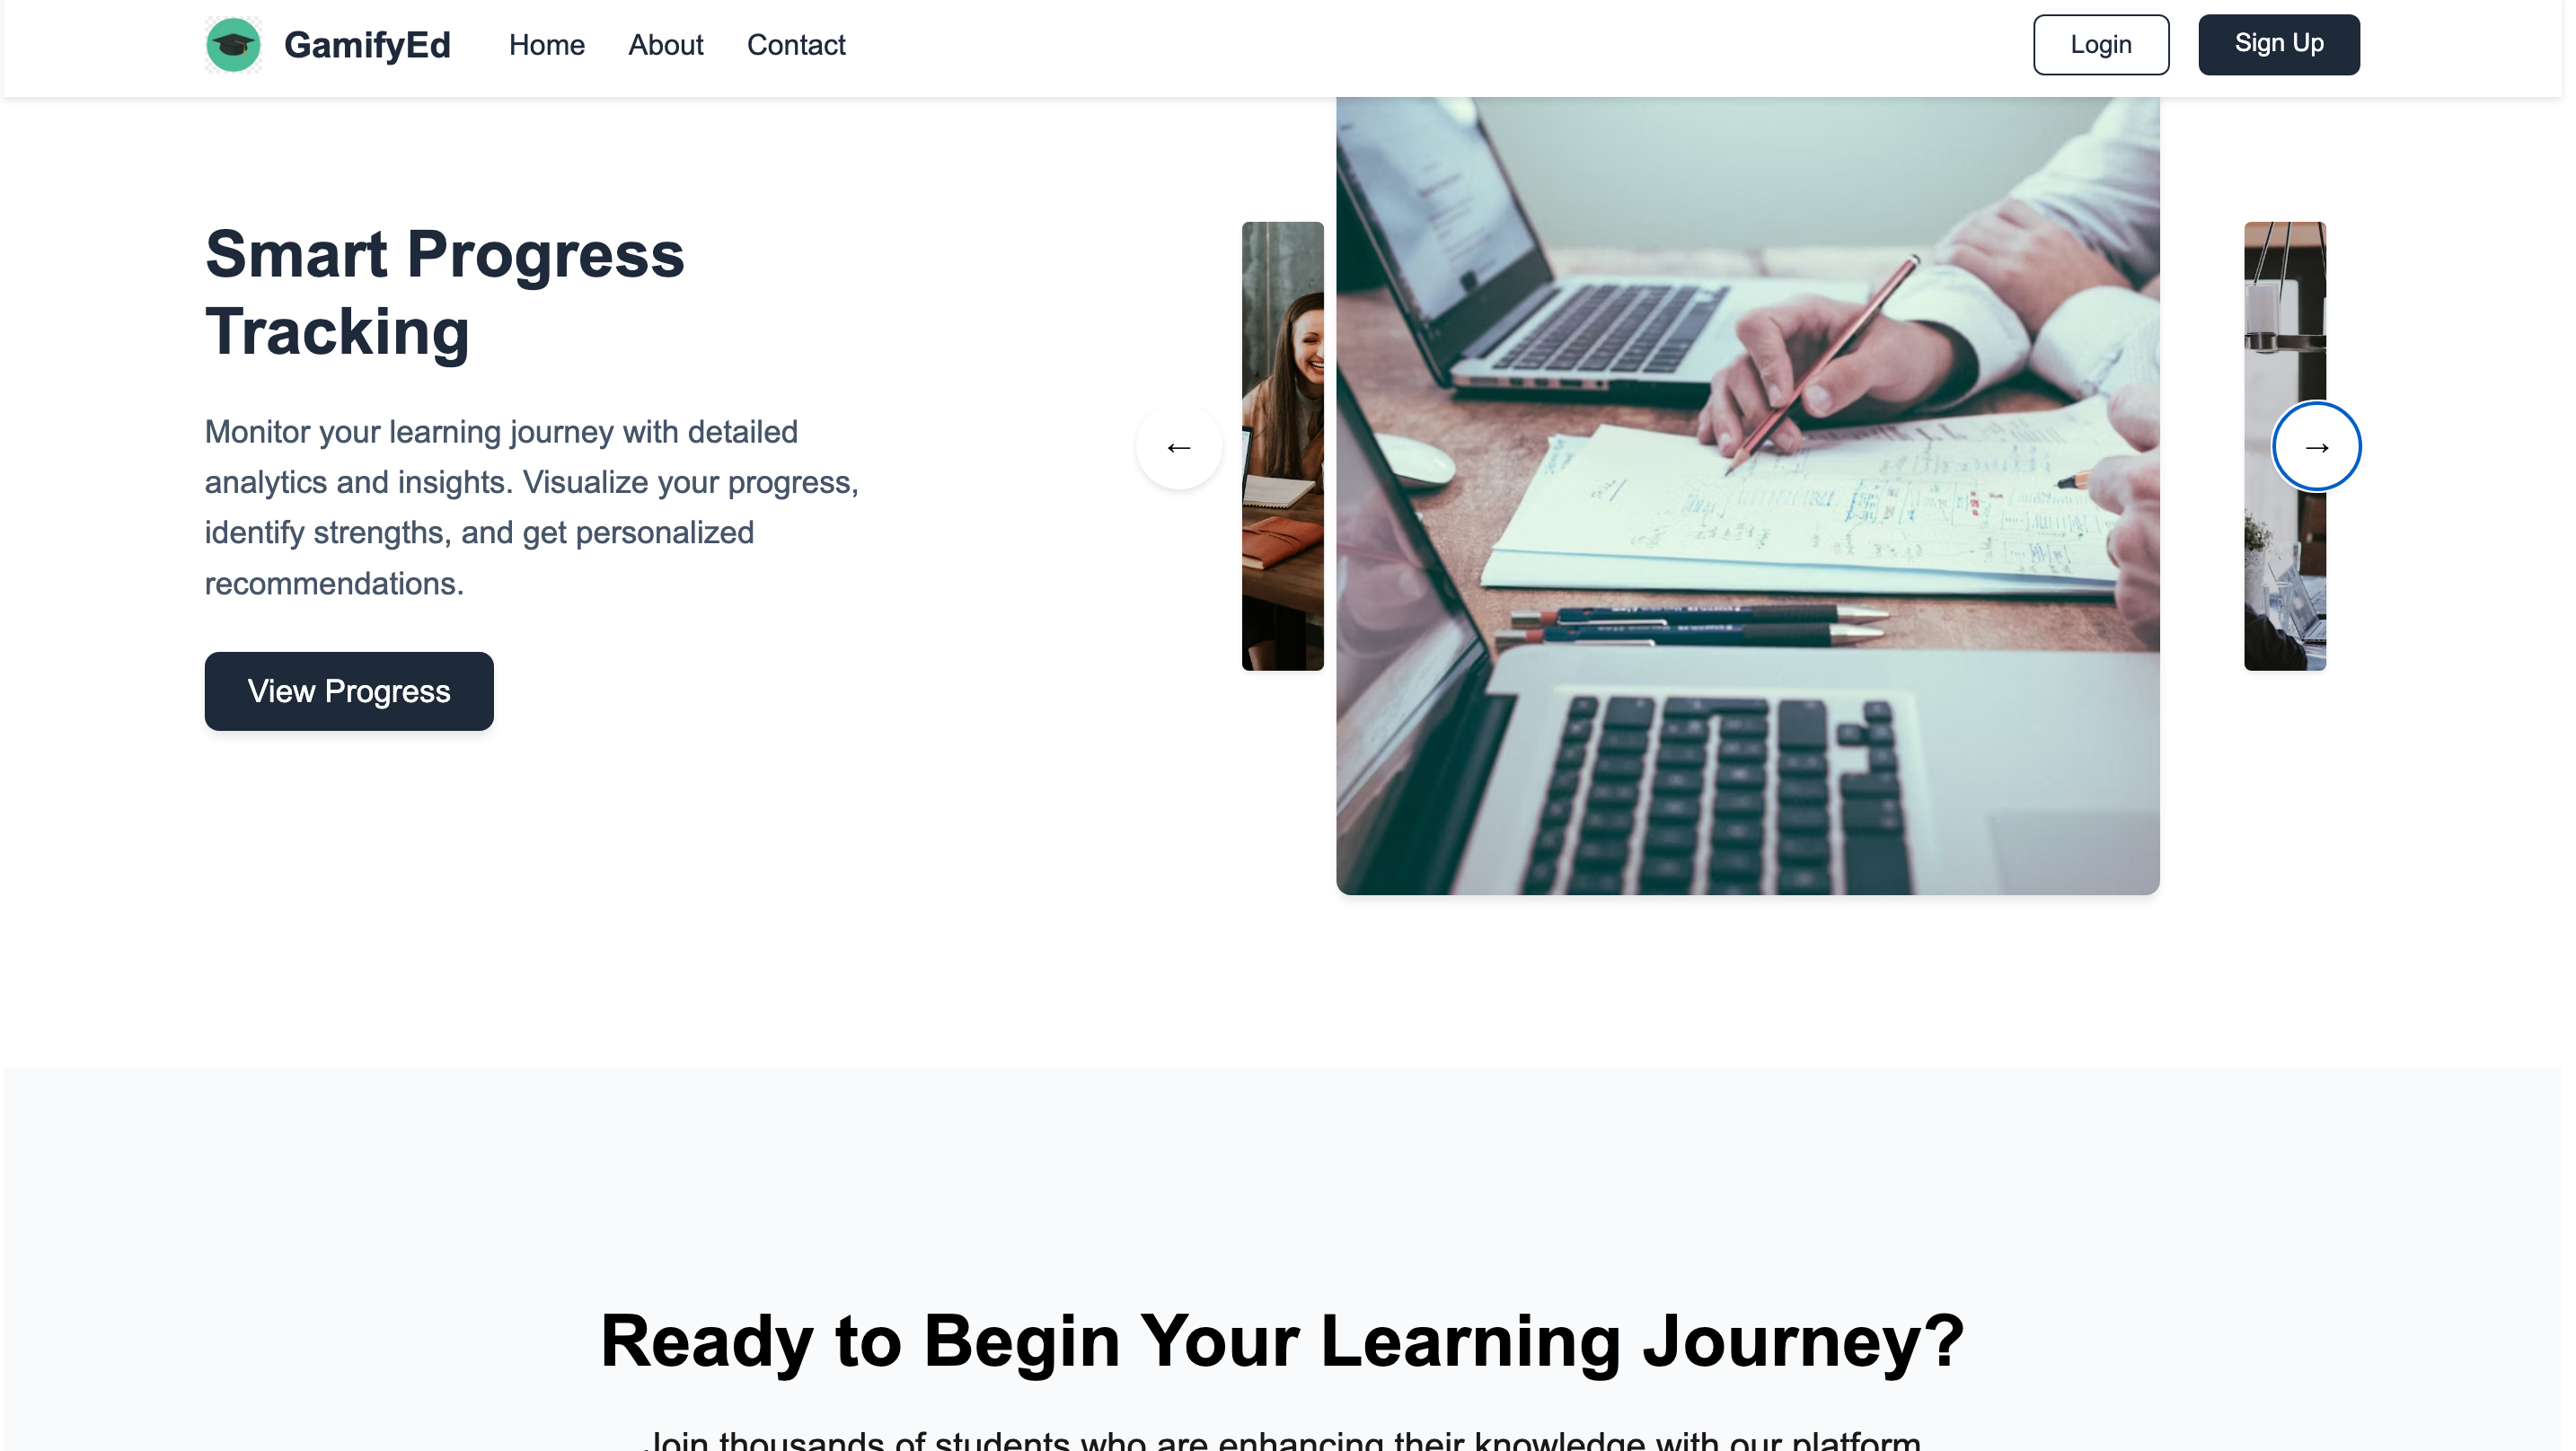 GamifyEd
Home
About
Contact
Login
Sign Up
Smart Progress
Tracking
Monitor your learning journey with detailed
analytics and insights. Visualize your progress,
identify strengths, and get personalized
recommendations.
View Progress
←
→
Ready to Begin Your Learning Journey?
Join thousands of students who are enhancing their knowledge with our platform